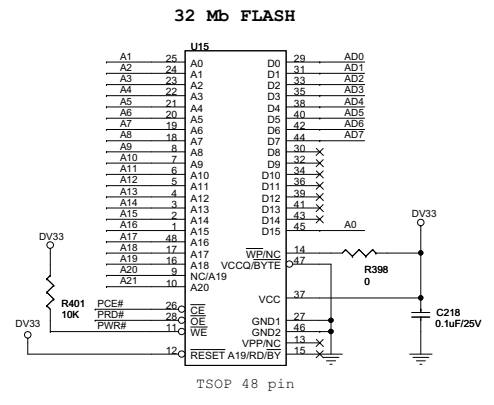 32 Mb FLASH
U15
A1 25 A0 D0 29 AD0
A2 24 A1 D1 31 AD1
A3 23 A2 D2 33 AD2
A4 22 A3 D3 35 AD3
A5 21 A4 D4 38 AD4
A6 20 A5 D5 40 AD5
A7 19 A6 D6 42 AD6
A8 18 A7 D7 44 AD7
A9 8 A8 D8 30
A10 7 A9 D9 32
A11 6 A10 D10 34
A12 5 A11 D11 36
A13 4 A12 D12 39
A14 3 A13 D13 41
A15 2 A14 D14 43
A16 1 A15 D15 45 A0
A17 48 A16
DV33
DV33
A18 17 A17 WP/NC 14
A19 16 A18 VCCQ/BYTE 47
R398
0
A20 9 NC/A19
A21 10 A20
VCC 37
R401
10K
PCE# 26 CE
PRD# 28 OE GND1 27
PWR# 11 WE GND2 46
C218
0.1uF/25V
DV33
VPP/NC 13
12 RESET A19/RD/BY 15
TSOP 48 pin